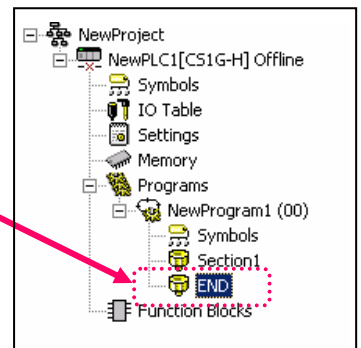 NewProject
NewPLC1[CS1G-H] Offline
Symbols
IO Table
Settings
Memory
Programs
NewProgram1 (00)
Symbols
Section1
END
Function Blocks